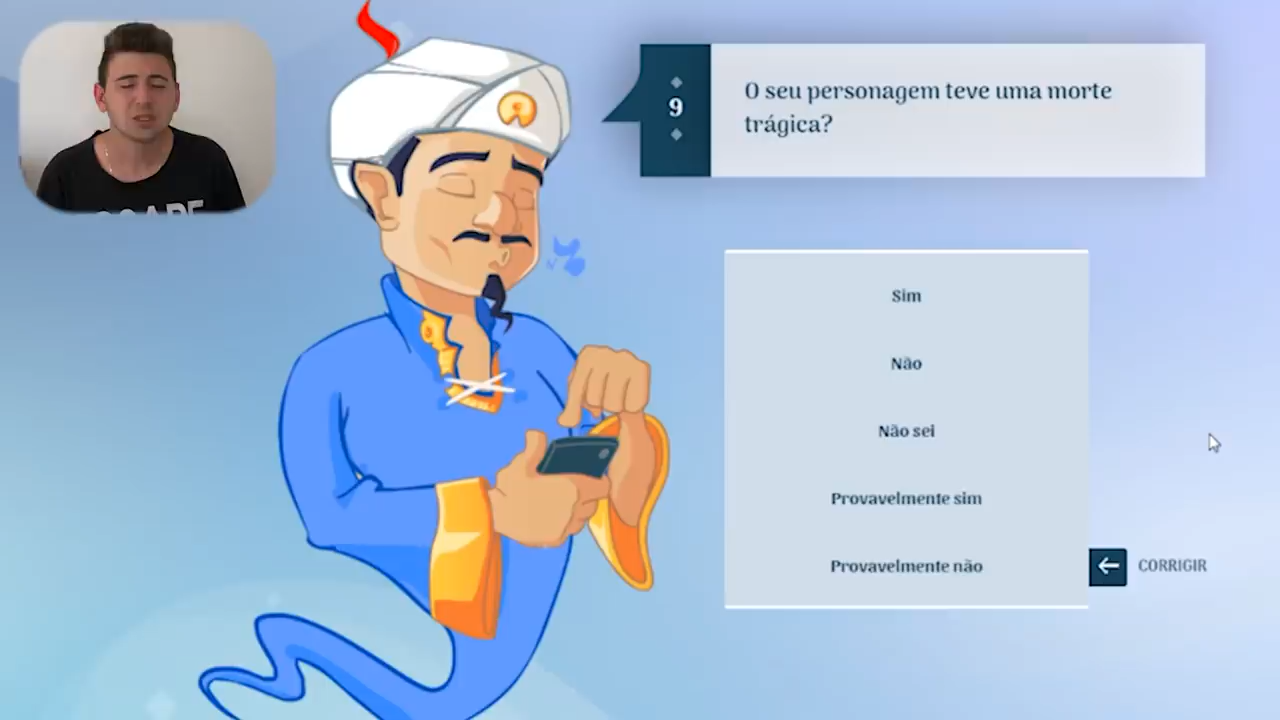 9
O seu personagem teve uma morte
trágica?
Sim
Não
Não sei
Provavelmente sim
Provavelmente não
CORRIGIR